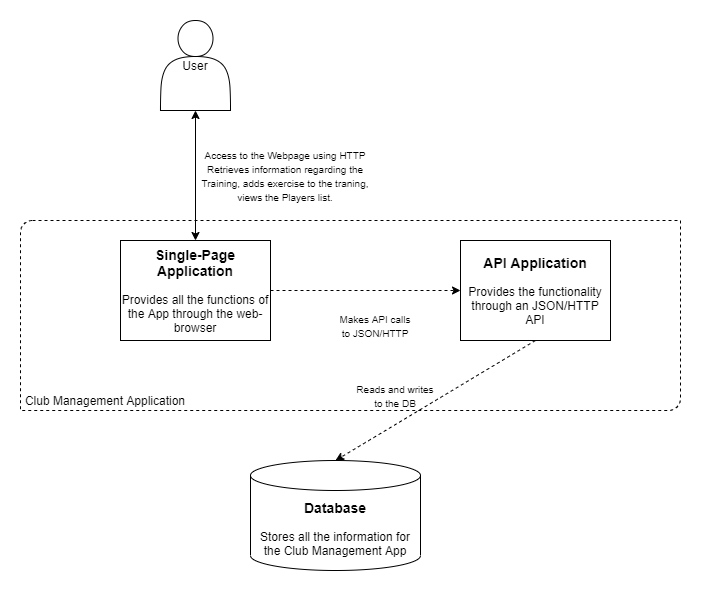 User
Access to the Webpage using HTTP
Retrieves information regarding the
Training, adds exercise to the traning,
views the Players list.
Single-Page
Application
Provides all the functions of
the App through the web-
browser
Makes API calls
to JSON/HTTP
API Application
Provides the functionality
through an JSON/HTTP
API
Reads and writes
to the DB
Club Management Application
Database
Stores all the information for
the Club Management App